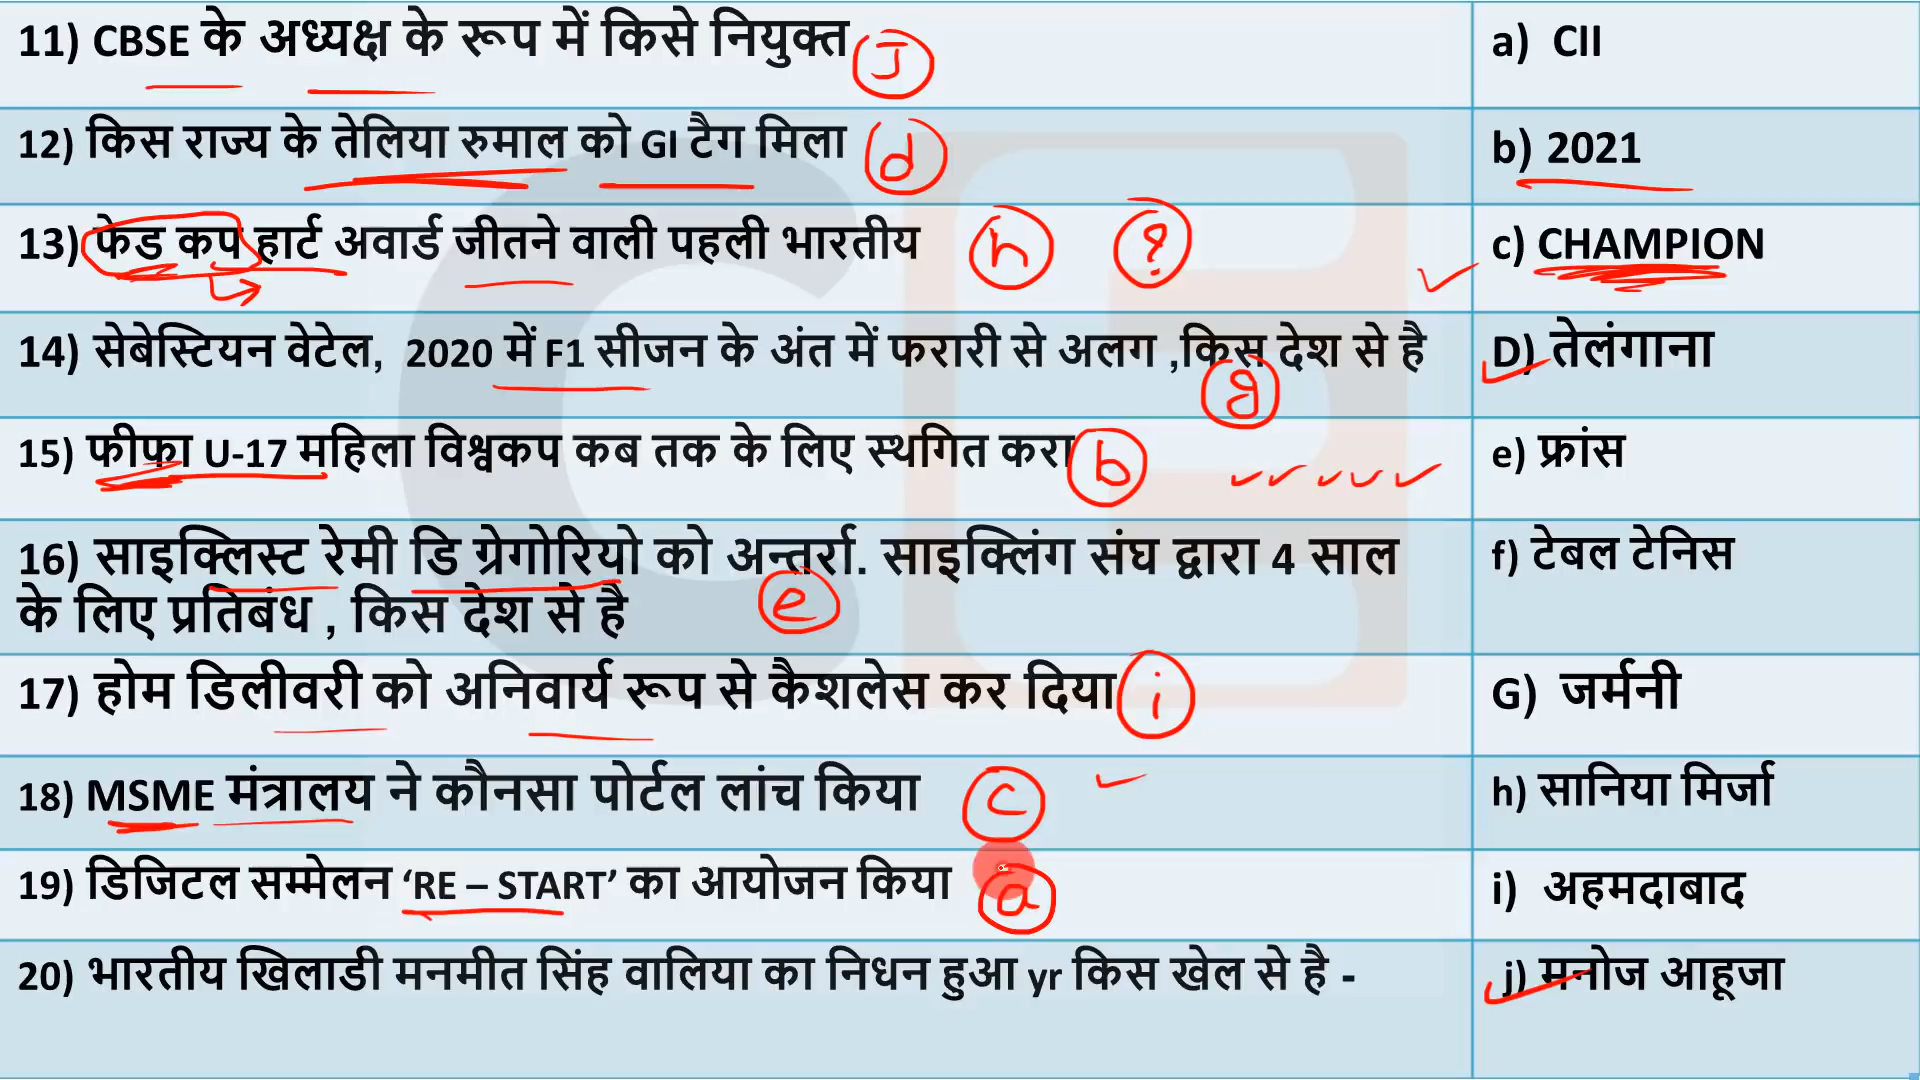 11) CBSE के अध्यक्ष के रूप में किसे नियुक्त J
a) CII
12) किस राज्य के तेलिया रुमाल को GI टैग मिला d
b) 2021
13) फेड कप हार्ट अवार्ड जीतने वाली पहली भारतीय h ?
c) CHAMPION
14) सेबेस्टियन वेटेल, 2020 में F1 सीजन के अंत में फरारी से अलग ,किस देश से है g
D) तेलंगाना
15) फीफा U-17 महिला विश्वकप कब तक के लिए स्थगित करा b
e) फ्रांस
16) साइक्लिस्ट रेमी डि ग्रेगोरियो को अन्तर्रा. साइक्लिंग संघ द्वारा 4 साल
के लिए प्रतिबंध , किस देश से है e
f) टेबल टेनिस
17) होम डिलीवरी को अनिवार्य रूप से कैशलेस कर दिया i
G) जर्मनी
18) MSME मंत्रालय ने कौनसा पोर्टल लांच किया c
h) सानिया मिर्जा
19) डिजिटल सम्मेलन ‘RE – START’ का आयोजन किया a
i) अहमदाबाद
20) भारतीय खिलाडी मनमीत सिंह वालिया का निधन हुआ yr किस खेल से है -
j) मनोज आहूजा